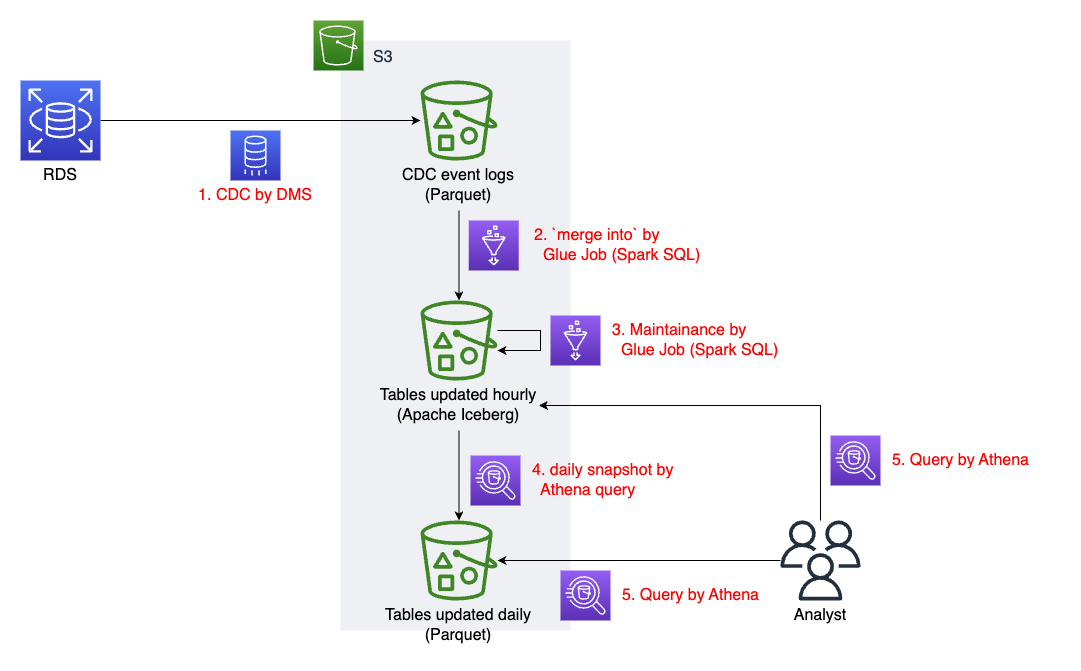 S3
RDS
1. CDC by DMS
CDC event logs
(Parquet)
2. `merge into` by
Glue Job (Spark SQL)
3. Maintainance by
Glue Job (Spark SQL)
Tables updated hourly
(Apache Iceberg)
5. Query by Athena
4. daily snapshot by
Athena query
5. Query by Athena
Tables updated daily
(Parquet)
Analyst